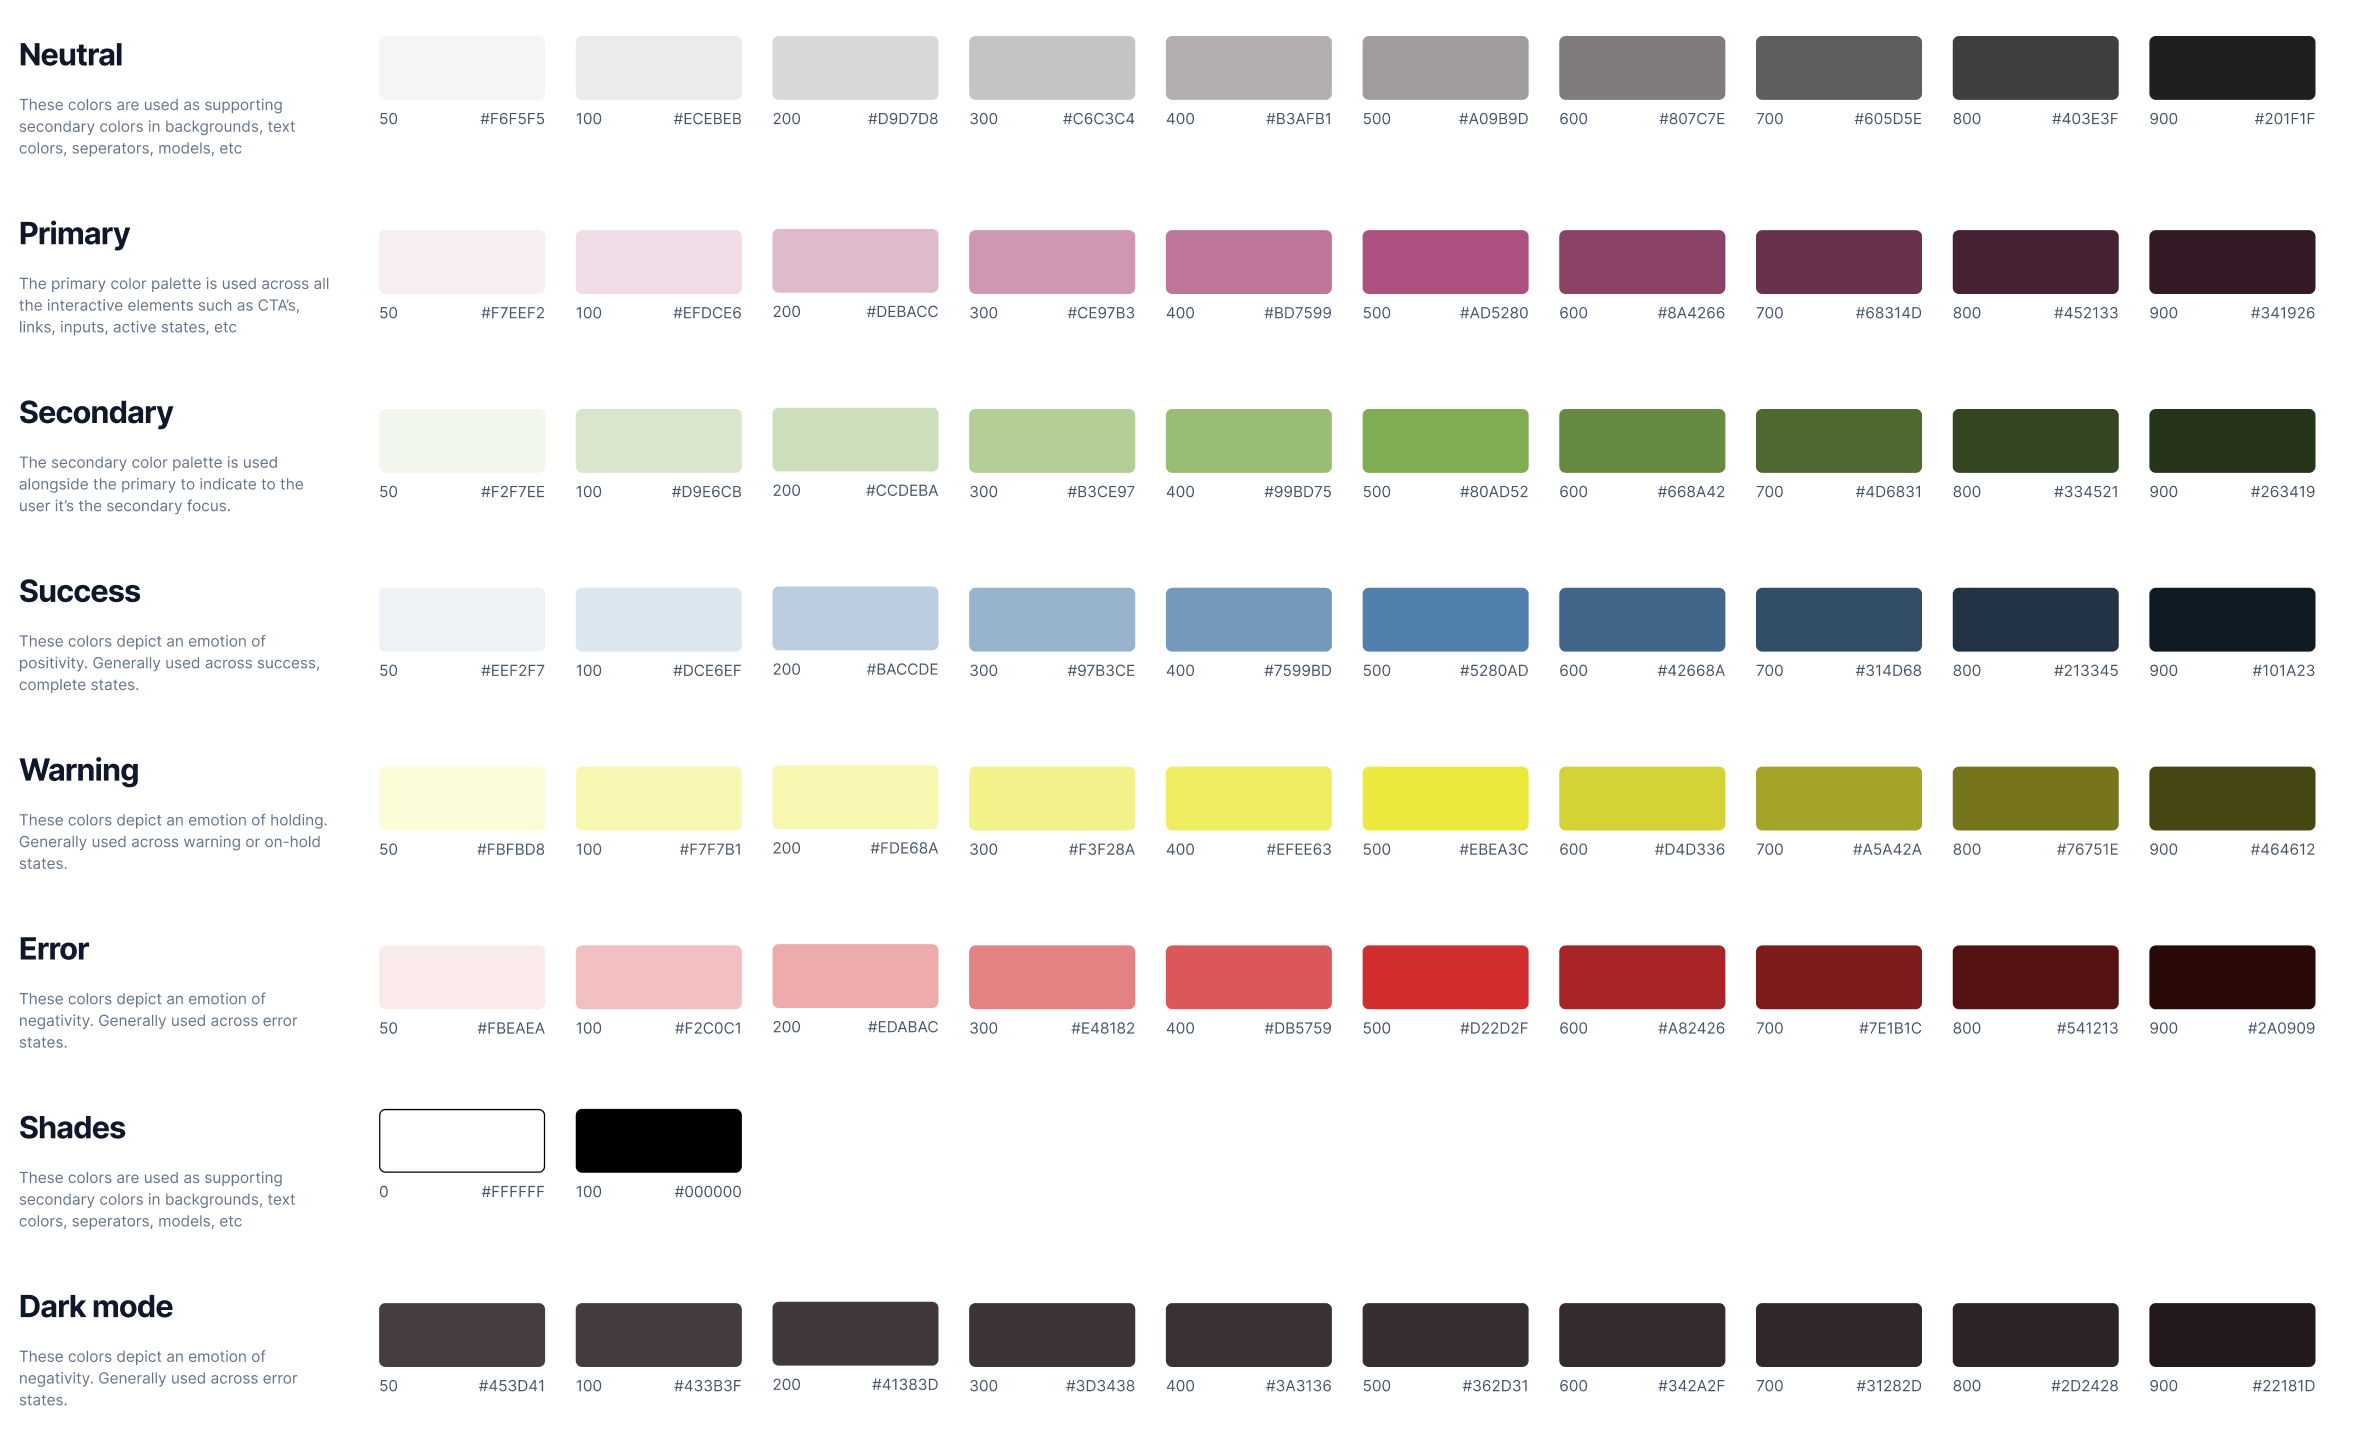 Neutral
These colors are used as supporting
secondary colors in backgrounds, text
colors, seperators, models, etc
50 #F6F5F5 100 #ECEBEB 200 #D9D7D8 300 #C6C3C4 400 #B3AFB1 500 #A09B9D 600 #807C7E 700 #605D5E 800 #403E3F 900 #201F1F
Primary
The primary color palette is used across all
the interactive elements such as CTA’s,
links, inputs, active states, etc
50 #F7EEF2 100 #EFDCE6 200 #DEBACC 300 #CE97B3 400 #BD7599 500 #AD5280 600 #8A4266 700 #68314D 800 #452133 900 #341926
Secondary
The secondary color palette is used
alongside the primary to indicate to the
user it’s the secondary focus.
50 #F2F7EE 100 #D9E6CB 200 #CCDEBA 300 #B3CE97 400 #99BD75 500 #80AD52 600 #668A42 700 #4D6831 800 #334521 900 #263419
Success
These colors depict an emotion of
positivity. Generally used across success,
complete states.
50 #EEF2F7 100 #DCE6EF 200 #BACCDE 300 #97B3CE 400 #7599BD 500 #5280AD 600 #42668A 700 #314D68 800 #213345 900 #101A23
Warning
These colors depict an emotion of holding.
Generally used across warning or on-hold
states.
50 #FBFBD8 100 #F7F7B1 200 #FDE68A 300 #F3F28A 400 #EFEE63 500 #EBEA3C 600 #D4D336 700 #A5A42A 800 #76751E 900 #464612
Error
These colors depict an emotion of
negativity. Generally used across error
states.
50 #FBEAEA 100 #F2C0C1 200 #EDABAC 300 #E48182 400 #DB5759 500 #D22D2F 600 #A82426 700 #7E1B1C 800 #541213 900 #2A0909
Shades
These colors are used as supporting
secondary colors in backgrounds, text
colors, seperators, models, etc
0 #FFFFFF 100 #000000
Dark mode
These colors depict an emotion of
negativity. Generally used across error
states.
50 #453D41 100 #433B3F 200 #41383D 300 #3D3438 400 #3A3136 500 #362D31 600 #342A2F 700 #31282D 800 #2D2428 900 #22181D